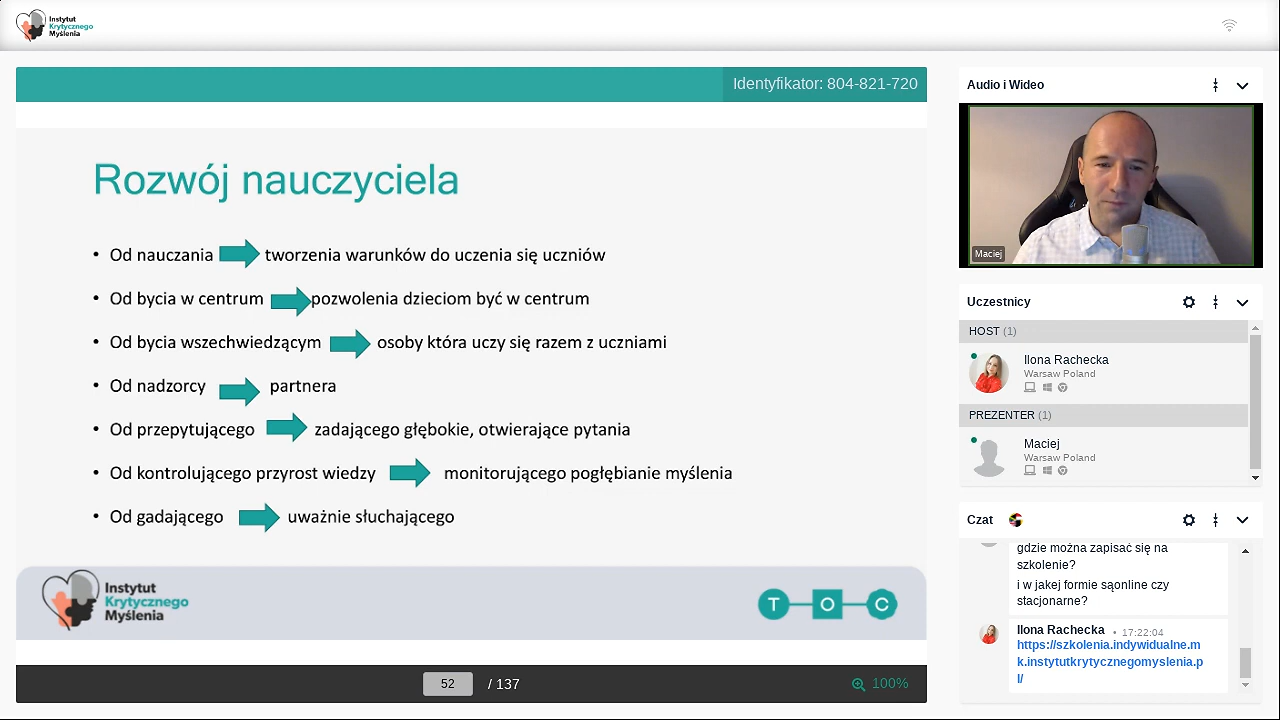 Instytut
Krytycznego
Myślenia
Identyfikator: 804-821-720
Rozwój nauczyciela
• Od nauczania tworzenia warunków do uczenia się uczniów
• Od bycia w centrum pozwolenia dzieciom być w centrum
• Od bycia wszechwiedzącym osoby która uczy się razem z uczniami
• Od nadzorcy partnera
• Od przepytującego zadającego głębokie, otwierające pytania
• Od kontrolującego przyrost wiedzy monitorującego pogłębianie myślenia
• Od gadającego uważnie słuchającego
Instytut
Krytycznego
Myślenia
T O C
52 / 137
100%
Audio i Wideo
Maciej
Uczestnicy
HOST (1)
Ilona Rachecka
Warsaw Poland
PREZENTER (1)
Maciej
Warsaw Poland
Czat
gdzie można zapisać się na
szkolenie?
i w jakej formie sąonline czy
stacjonarne?
Ilona Rachecka • 17:22:04
https://szkolenia.indywidualne.m
k.instytutkrytycznegomyslenia.p
l/